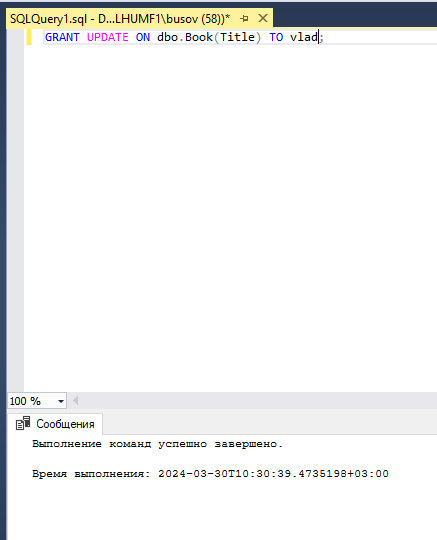 SQLQuery1.sql - D...LHUMF1\busov (58))*
GRANT UPDATE ON dbo.Book(Title) TO vlad;
100 %
Сообщения
Выполнение команд успешно завершено.
Время выполнения: 2024-03-30T10:30:39.4735198+03:00